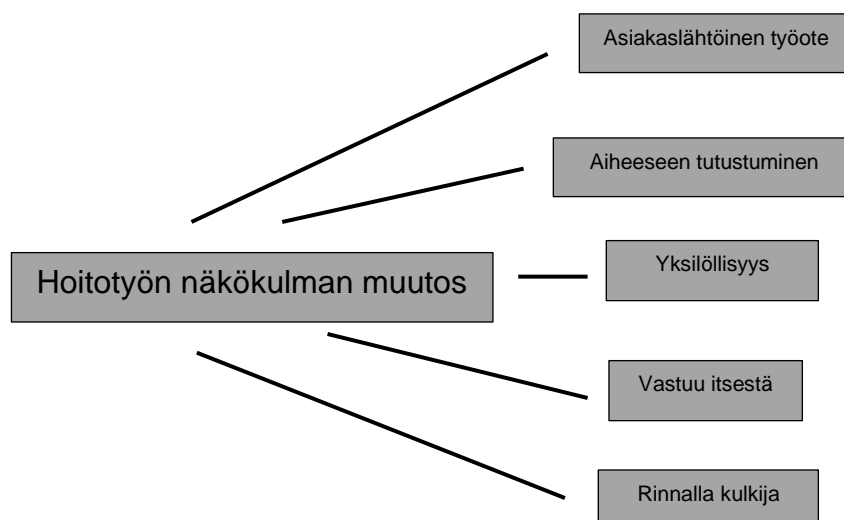 Asiakaslähtöinen työote
Aiheeseen tutustuminen
Hoitotyön näkökulman muutos
Yksilöllisyys
Vastuu itsestä
Rinnalla kulkija